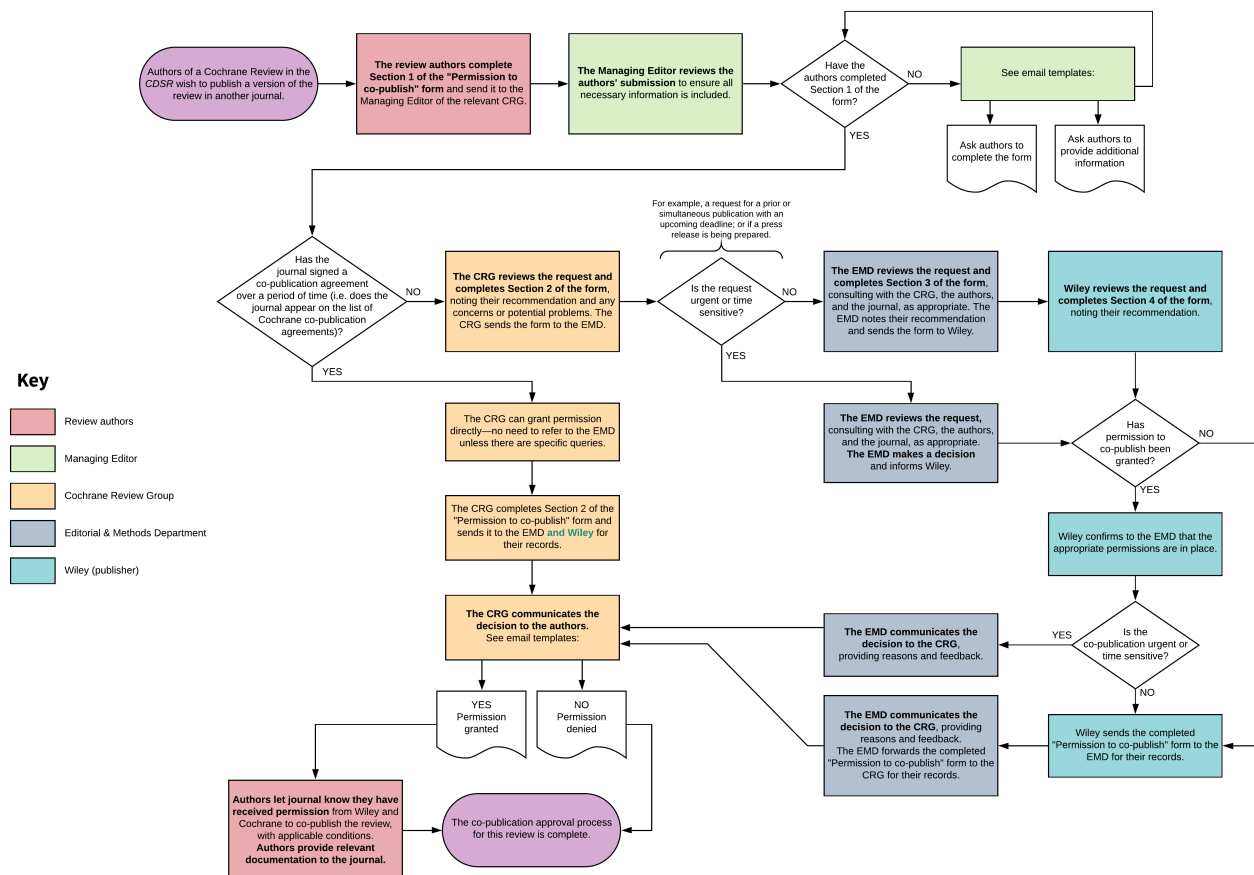 Authors of a Cochrane Review in the
CDSR wish to publish a version of the
review in another journal.
The review authors complete
Section 1 of the "Permission to
co-publish" form and send it to the
Managing Editor of the relevant CRG.
The Managing Editor reviews the
authors' submission to ensure all
necessary information is included.
Have the
authors completed
Section 1 of the
form?
NO
YES
See email templates:
Ask authors to
complete the form
Ask authors to
provide additional
information
Has the
journal signed a
co-publication agreement
over a period of time (i.e. does the
journal appear on the list of
Cochrane co-publication
agreements)?
NO
YES
The CRG reviews the request and
completes Section 2 of the form,
noting their recommendation and any
concerns or potential problems. The
CRG sends the form to the EMD.
For example, a request for a prior or
simultaneous publication with an
upcoming deadline; or if a press
release is being prepared.
Is the request
urgent or time
sensitive?
NO
YES
The EMD reviews the request and
completes Section 3 of the form,
consulting with the CRG, the authors,
and the journal, as appropriate. The
EMD notes their recommendation
and sends the form to Wiley.
Wiley reviews the request and
completes Section 4 of the form,
noting their recommendation.
Key
Review authors
Managing Editor
Cochrane Review Group
Editorial & Methods Department
Wiley (publisher)
The CRG can grant permission
directly—no need to refer to the EMD
unless there are specific queries.
The EMD reviews the request,
consulting with the CRG, the authors,
and the journal, as appropriate.
The EMD makes a decision
and informs Wiley.
Has
permission to
co-publish been
granted?
NO
YES
The CRG completes Section 2 of the
"Permission to co-publish" form and
sends it to the EMD and Wiley for
their records.
Wiley confirms to the EMD that the
appropriate permissions are in place.
The CRG communicates the
decision to the authors.
See email templates:
The EMD communicates the
decision to the CRG,
providing reasons and feedback.
Is the
co-publication urgent or
time sensitive?
YES
NO
YES
Permission
granted
NO
Permission
denied
The EMD communicates the
decision to the CRG, providing
reasons and feedback.
The EMD forwards the completed
"Permission to co-publish" form to the
CRG for their records.
Wiley sends the completed
"Permission to co-publish" form to the
EMD for their records.
Authors let journal know they have
received permission from Wiley and
Cochrane to co-publish the review,
with applicable conditions.
Authors provide relevant
documentation to the journal.
The co-publication approval process
for this review is complete.